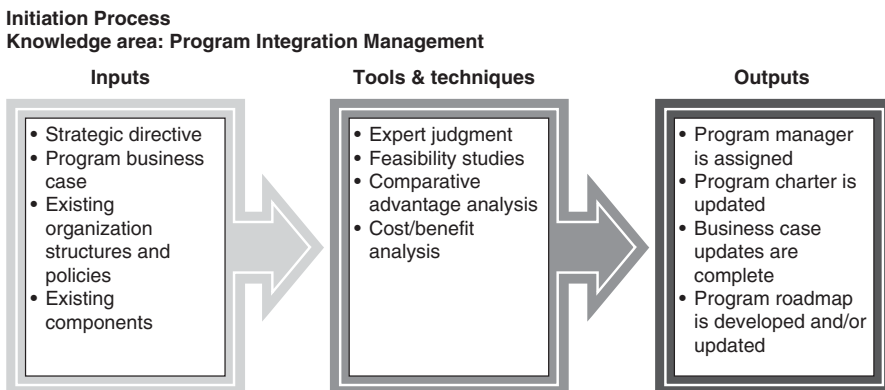 Initiation Process
Knowledge area: Program Integration Management
Inputs
• Strategic directive
• Program business
case
• Existing
organization
structures and
policies
• Existing
components
Tools & techniques
• Expert judgment
• Feasibility studies
• Comparative
advantage analysis
• Cost/benefit
analysis
Outputs
• Program manager
is assigned
• Program charter is
updated
• Business case
updates are
complete
• Program roadmap
is developed and/or
updated